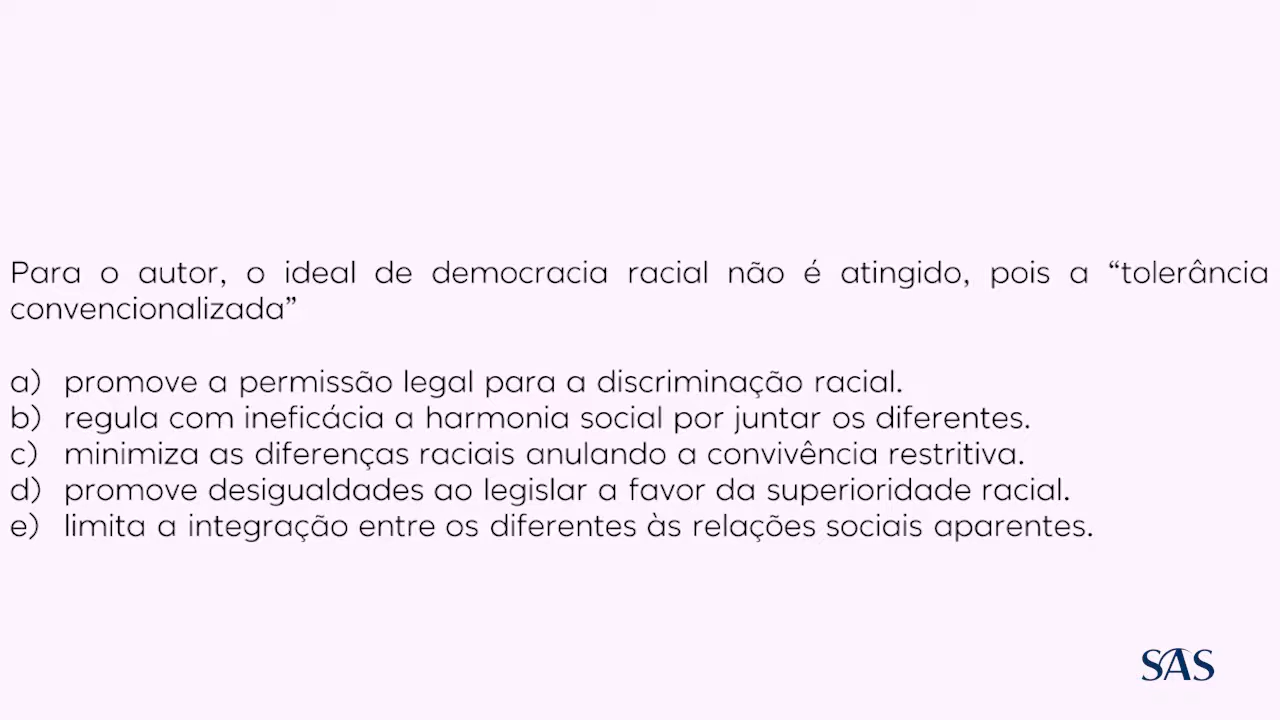 Para o autor, o ideal de democracia racial não é atingido, pois a “tolerância
convencionalizada”
a) promove a permissão legal para a discriminação racial.
b) regula com ineficácia a harmonia social por juntar os diferentes.
c) minimiza as diferenças raciais anulando a convivência restritiva.
d) promove desigualdades ao legislar a favor da superioridade racial.
e) limita a integração entre os diferentes às relações sociais aparentes.
SAS